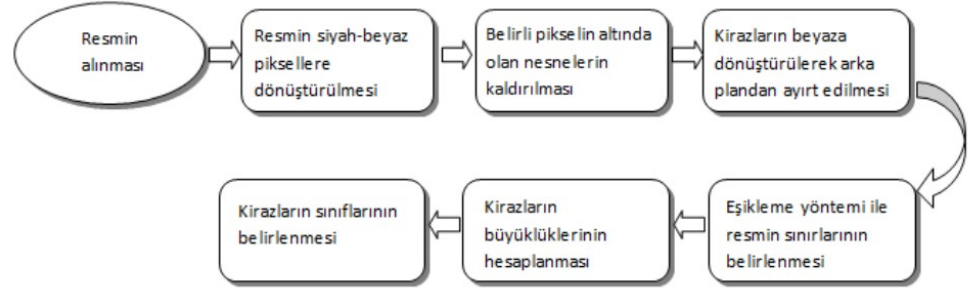 Resmin
alınması
Resmin siyah-beyaz
piksellere
dönüştürülmesi
Belirli pikselin altında
olan nesnelerin
kaldırılması
Kirazların beyaza
dönüştürülerek arka
plandan ayırt edilmesi
Eşikleme yöntemi ile
resmin sınırlarının
belirlenmesi
Kirazların
büyüklüklerinin
hesaplanması
Kirazların sınıflarının
belirlenmesi